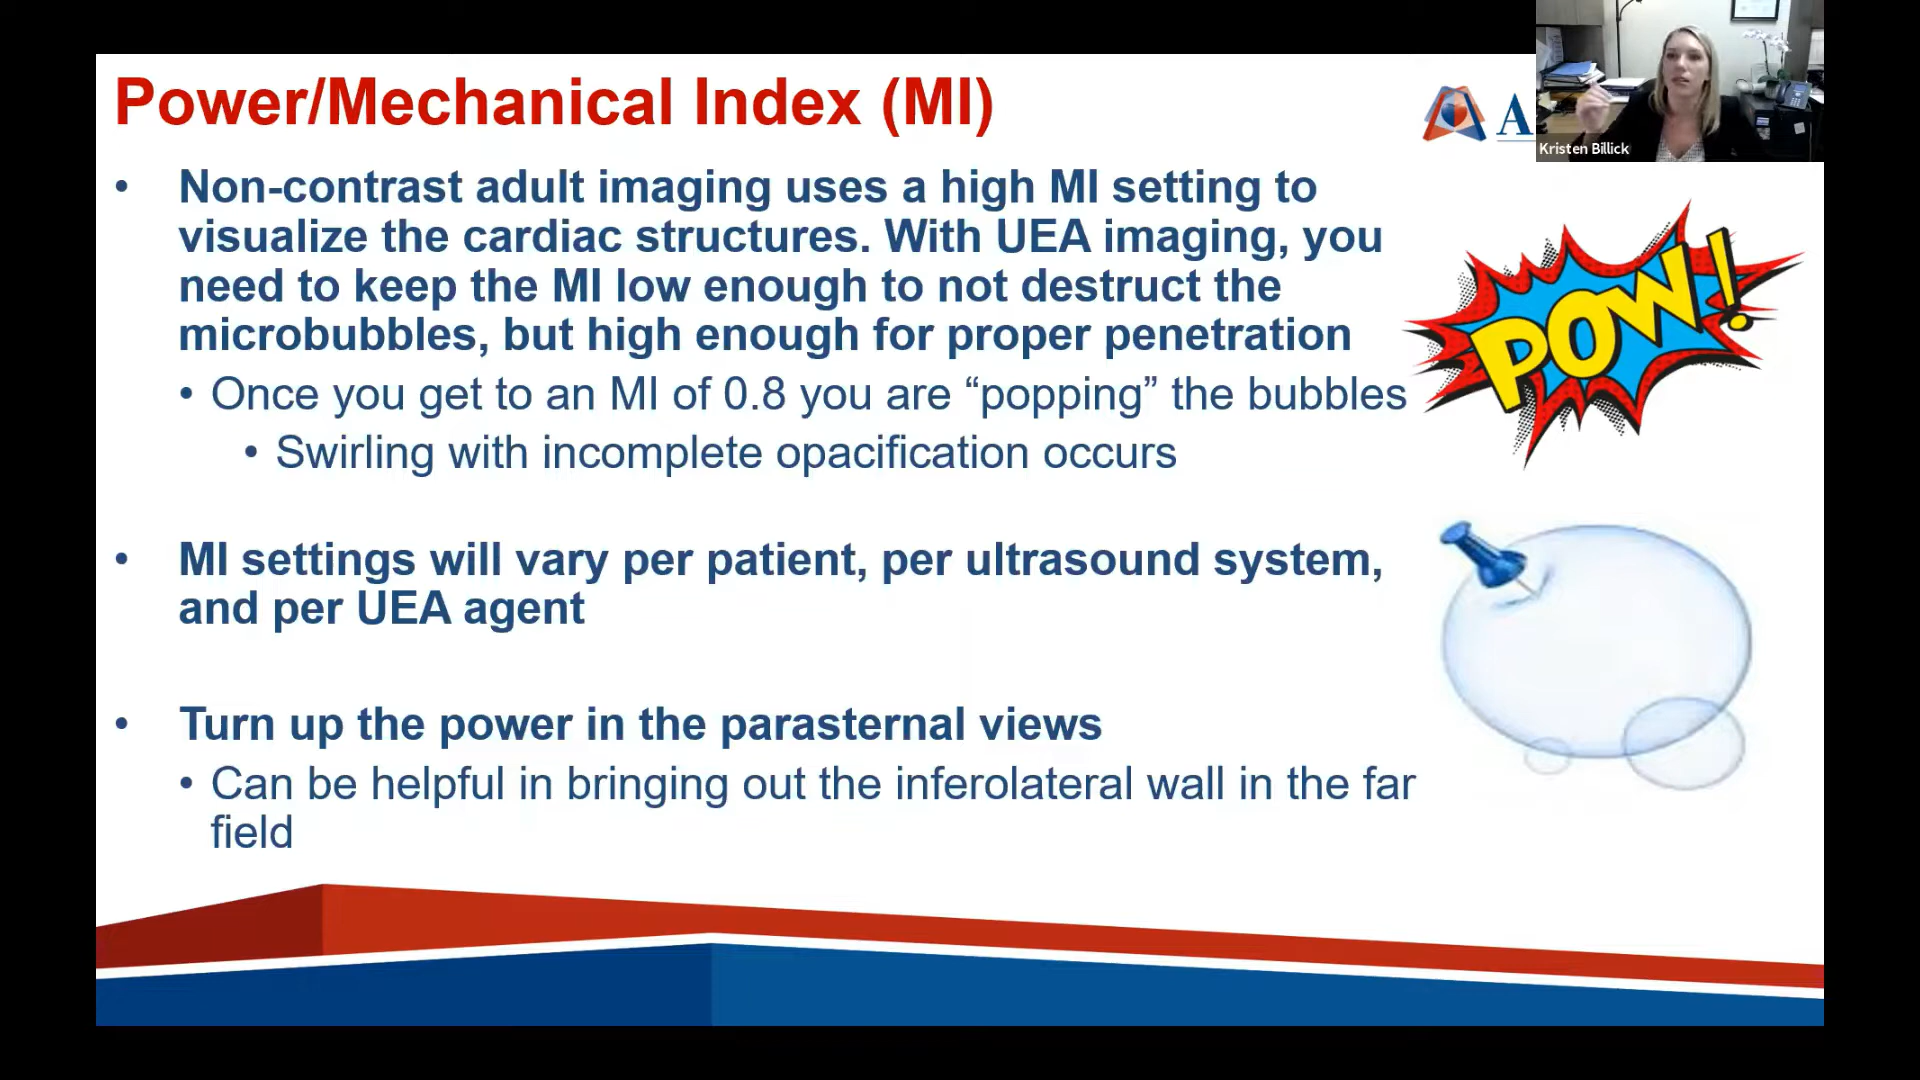 Power/Mechanical Index (MI)
A
Kristen Billick
• Non-contrast adult imaging uses a high MI setting to
visualize the cardiac structures. With UEA imaging, you
need to keep the MI low enough to not destruct the
microbubbles, but high enough for proper penetration
• Once you get to an MI of 0.8 you are “popping” the bubbles
• Swirling with incomplete opacification occurs
POW!
• MI settings will vary per patient, per ultrasound system,
and per UEA agent
• Turn up the power in the parasternal views
• Can be helpful in bringing out the inferolateral wall in the far
field